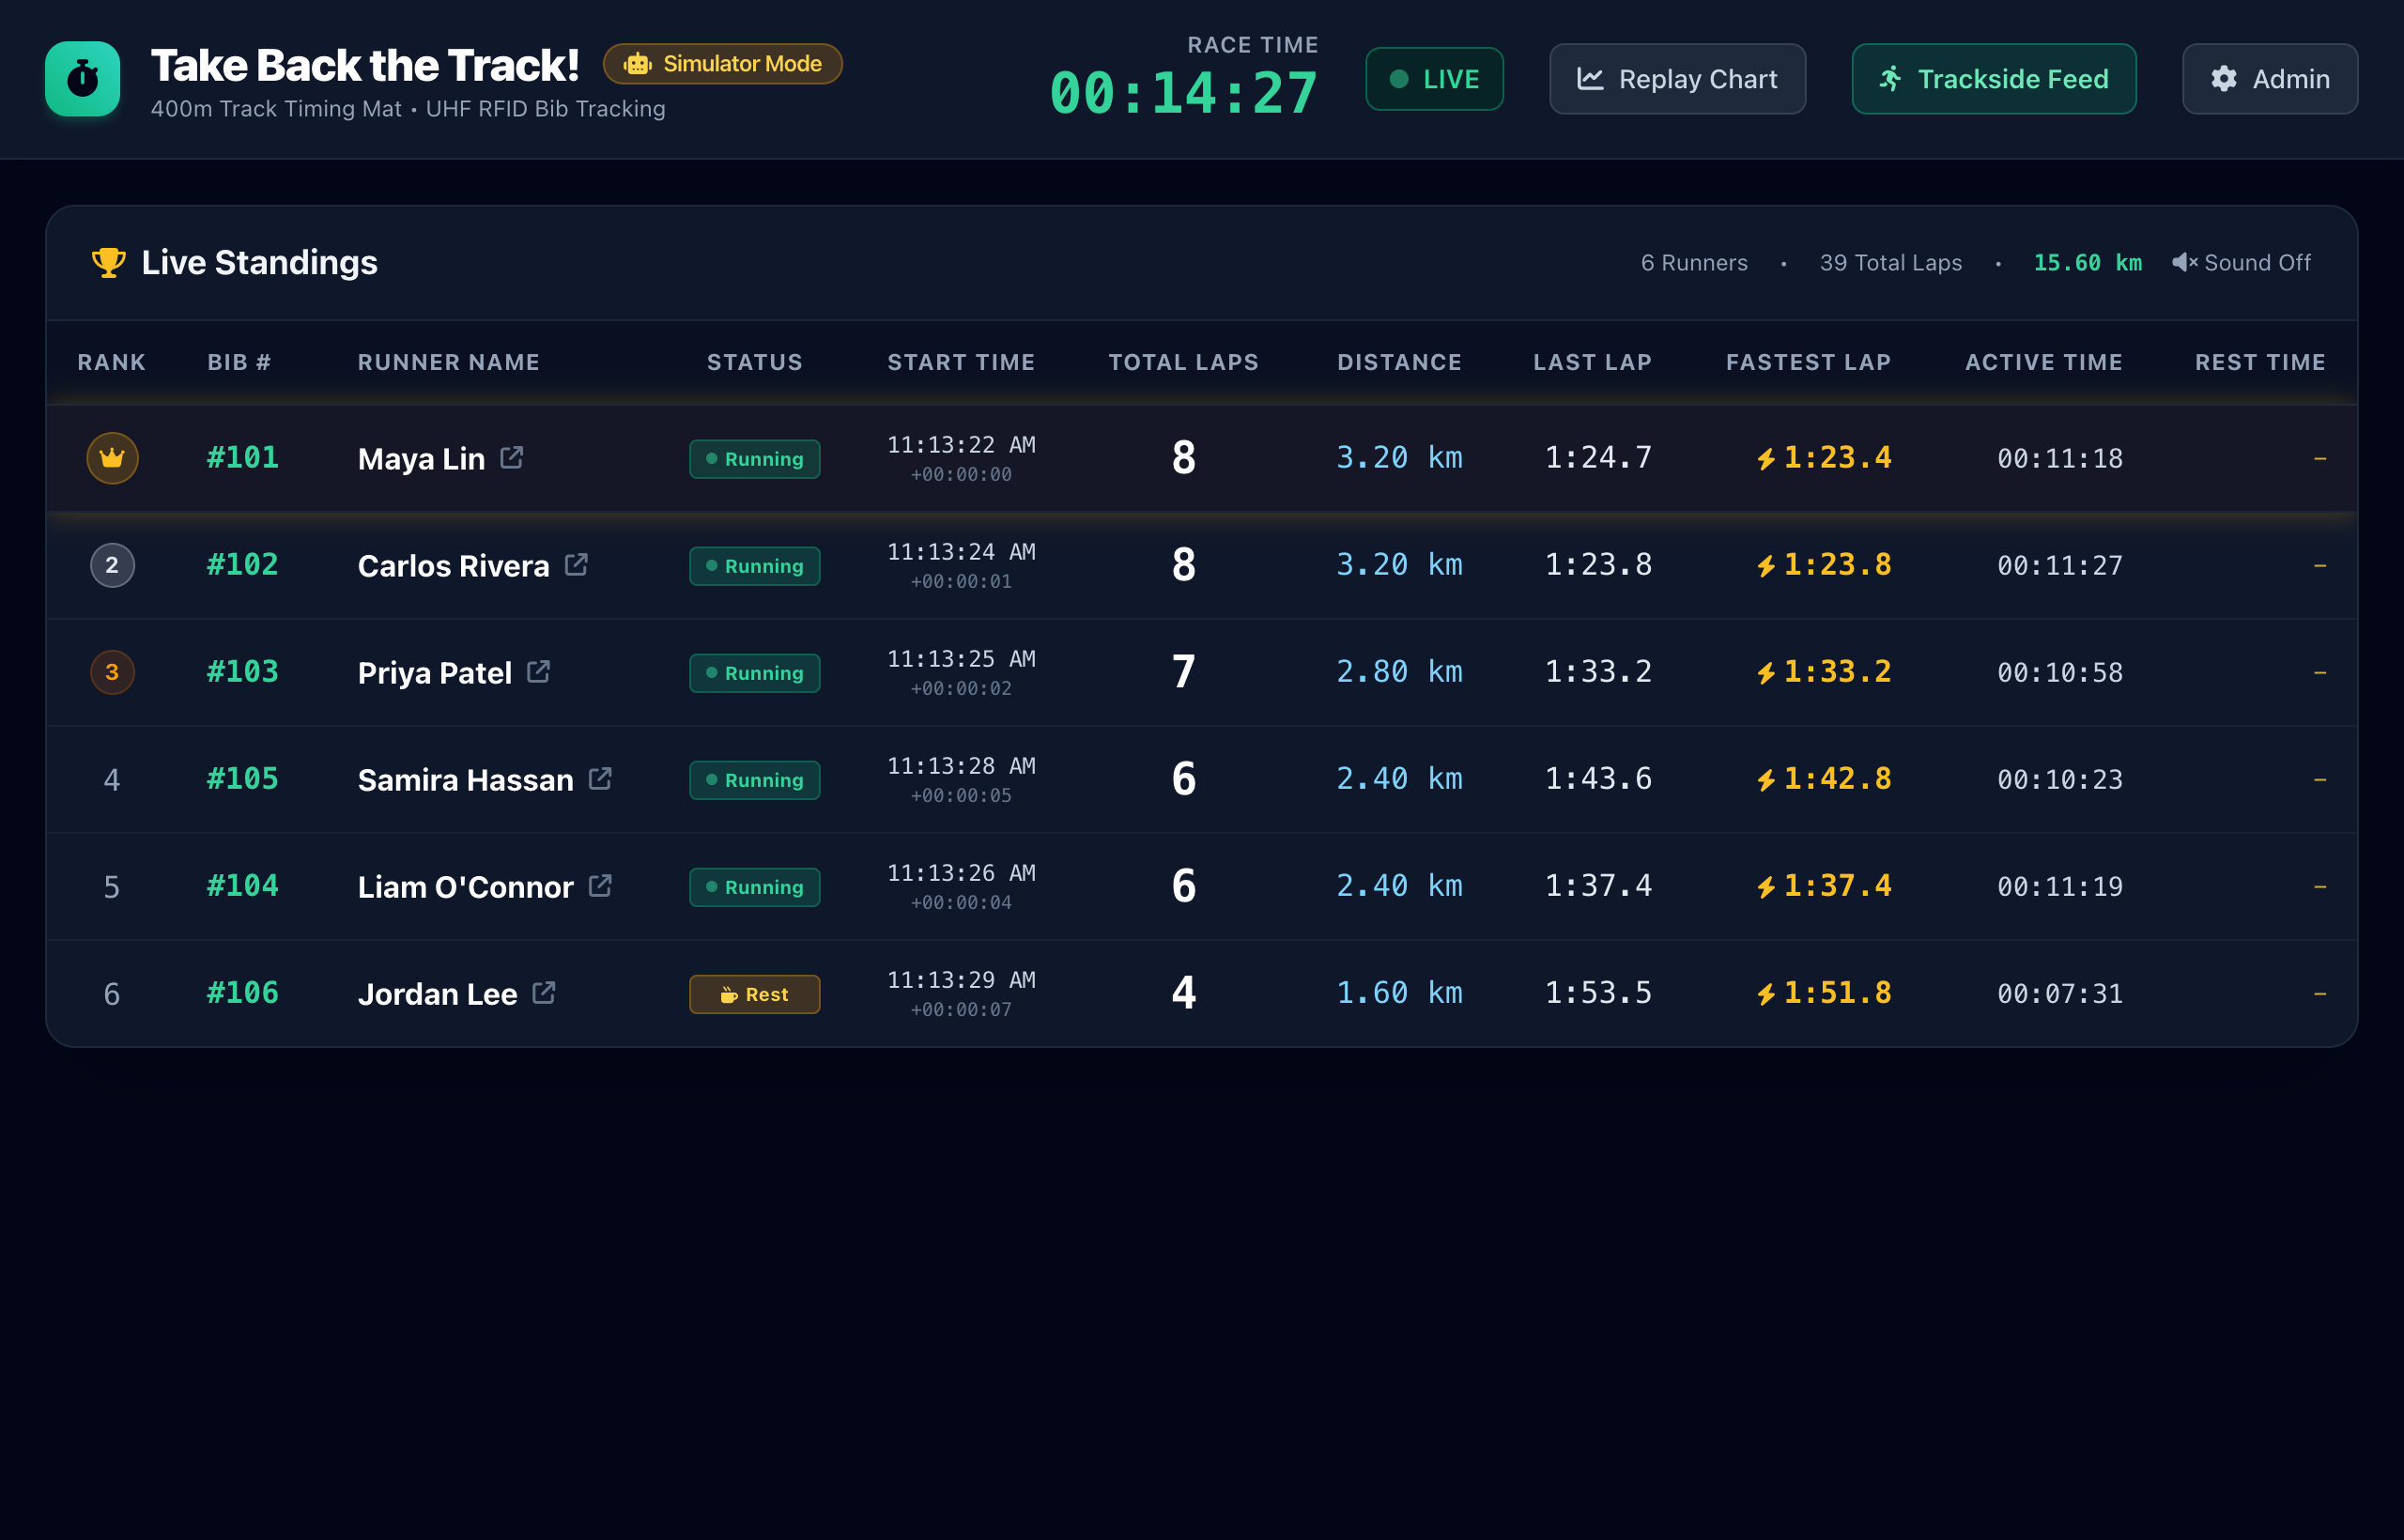 Take Back the Track!
Simulator Mode
400m Track Timing Mat • UHF RFID Bib Tracking
RACE TIME
00:14:27
LIVE
Replay Chart
Trackside Feed
Admin
Live Standings
6 Runners • 39 Total Laps • 15.60 km Sound Off
RANK BIB # RUNNER NAME STATUS START TIME TOTAL LAPS DISTANCE LAST LAP FASTEST LAP ACTIVE TIME REST TIME
#101 Maya Lin Running 11:13:22 AM 8 3.20 km 1:24.7 1:23.4 00:11:18 –
+00:00:00
2 #102 Carlos Rivera Running 11:13:24 AM 8 3.20 km 1:23.8 1:23.8 00:11:27 –
+00:00:01
3 #103 Priya Patel Running 11:13:25 AM 7 2.80 km 1:33.2 1:33.2 00:10:58 –
+00:00:02
4 #105 Samira Hassan Running 11:13:28 AM 6 2.40 km 1:43.6 1:42.8 00:10:23 –
+00:00:05
5 #104 Liam O'Connor Running 11:13:26 AM 6 2.40 km 1:37.4 1:37.4 00:11:19 –
+00:00:04
6 #106 Jordan Lee Rest 11:13:29 AM 4 1.60 km 1:53.5 1:51.8 00:07:31 –
+00:00:07